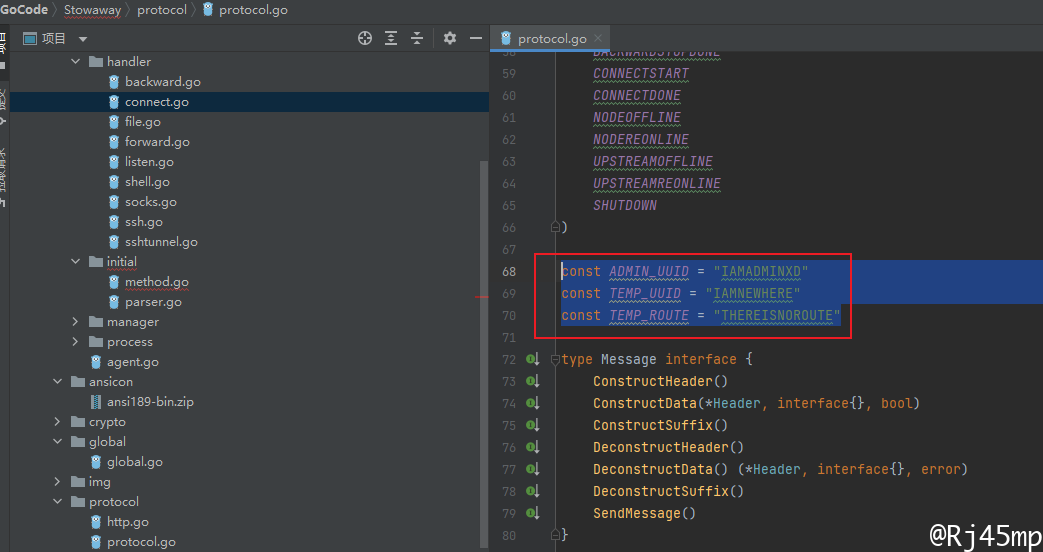 GoCode > Stowaway > protocol > protocol.go
项目
handler
backward.go
connect.go
file.go
forward.go
listen.go
shell.go
socks.go
ssh.go
sshtunnel.go
initial
method.go
parser.go
manager
process
agent.go
ansicon
ansi189-bin.zip
crypto
global
global.go
img
protocol
http.go
protocol.go
protocol.go
58 BACKWARDSTOPDONE
59 CONNECTSTART
60 CONNECTDONE
61 NODEOFFLINE
62 NODEREONLINE
63 UPSTREAMOFFLINE
64 UPSTREAMREONLINE
65 SHUTDOWN
66 )
67
68 const ADMIN_UUID = "IAMADMINXD"
69 const TEMP_UUID = "IAMNEWHERE"
70 const TEMP_ROUTE = "THEREISNOROUTE"
71
72 type Message interface {
73 ConstructHeader()
74 ConstructData(*Header, interface{}, bool)
75 ConstructSuffix()
76 DeconstructHeader()
77 DeconstructData() (*Header, interface{}, error)
78 DeconstructSuffix()
79 SendMessage()
80 }
@Rj45mp